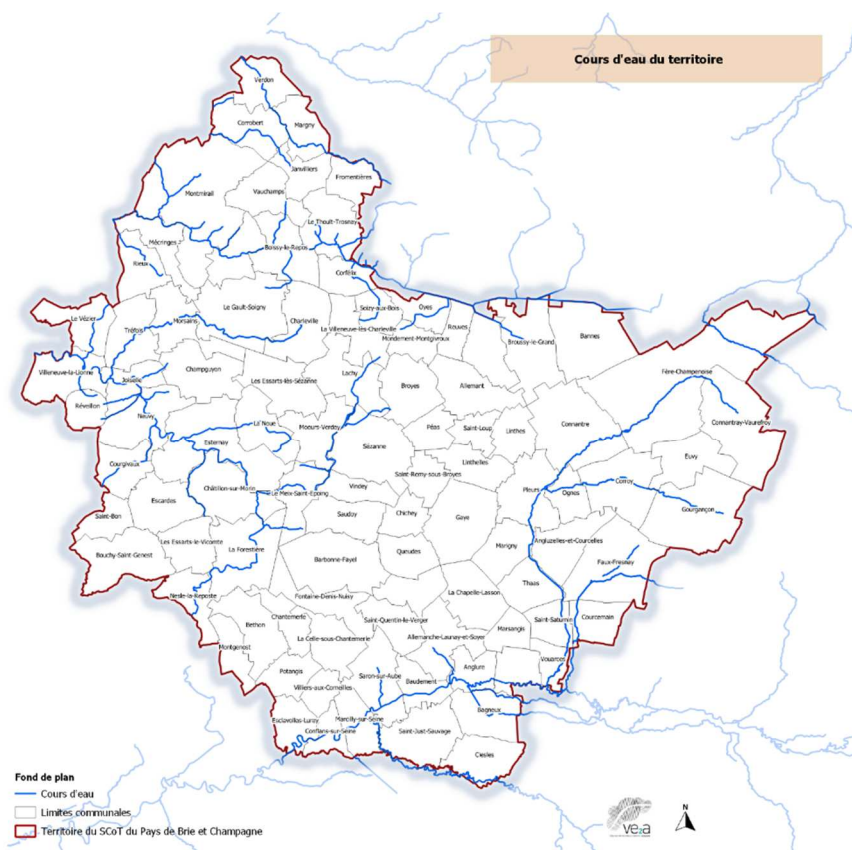 Cours d'eau du territoire
Verdon
Corrobert
Margny
Janvilliers
Fromentières
Montmirail
Vauchamps
Le Thoult-Trosnay
Mécringes
Boissy-le-Repos
Rieux
Corfélix
Le Gault-Soigny
Charleville
Soizy-aux-Bois
Oyes
Le Vézier
Tréfols
Morsains
La Villeneuve-lès-Charleville
Reuves
Mondement-Montgivroux
Broussy-le-Grand
Bannes
Villeneuve-la-Lionne
Joiselle
Champguyon
Les Essarts-lès-Sézanne
Lachy
Broyes
Allemant
Fère-Champenoise
Réveillon
Neuvy
Esternay
La Noue
Mœurs-Verdey
Sézanne
Péas
Saint-Loup
Linthes
Connantre
Connantray-Vaurefroy
Courgivaux
Linthelles
Euvy
Saint-Remy-sous-Broyes
Châtillon-sur-Morin
Le Meix-Saint-Epoing
Vindey
Pleurs
Ognes
Corroy
Escardes
Saint-Bon
Saudoy
Chichey
Gaye
Gourgançon
Les Essarts-le-Vicomte
La Forestière
Bouchy-Saint-Genest
Barbonne-Fayel
Queudes
Marigny
Angluzelles-et-Courcelles
Faux-Fresnay
Thaas
Nesle-la-Reposte
Fontaine-Denis-Nuisy
La Chapelle-Lasson
Bethon
Chantemerle
Saint-Quentin-le-Verger
Saint-Saturnin
Courcemain
Montgenost
La Celle-sous-Chantemerle
Allemanche-Launay-et-Soyer
Marsangis
Vouarces
Potangis
Saron-sur-Aube
Baudement
Anglure
Villiers-aux-Corneilles
Esclavolles-Lurey
Marcilly-sur-Seine
Bagneux
Conflans-sur-Seine
Saint-Just-Sauvage
Clesles
Fond de plan
Cours d'eau
Limites communales
Territoire du SCoT du Pays de Brie et Champagne
ve2a
N